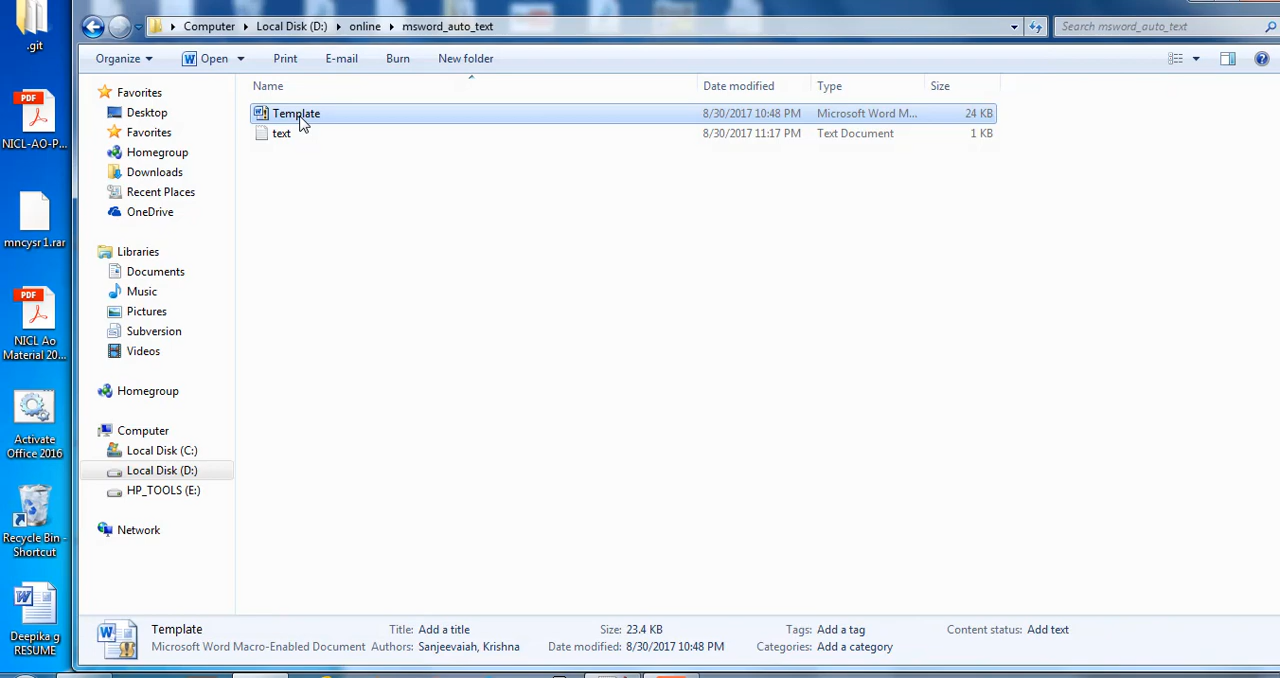 .git
PDF
NICL-AO-P...
mncysr1.rar
PDF
NICL Ao
Material 20...
Activate
Office 2016
Recycle Bin -
Shortcut
Deepika g
RESUME
Computer Local Disk (D:) online msword_auto_text
Search msword_auto_text
Organize Open Print E-mail Burn New folder
Favorites
Desktop
Favorites
Homegroup
Downloads
Recent Places
OneDrive
Libraries
Documents
Music
Pictures
Subversion
Videos
Homegroup
Computer
Local Disk (C:)
Local Disk (D:)
HP_TOOLS (E:)
Network
Name Date modified Type Size
Template 8/30/2017 10:48 PM Microsoft Word M... 24 KB
text 8/30/2017 11:17 PM Text Document 1 KB
Template Title: Add a title Size: 23.4 KB Tags: Add a tag Content status: Add text
Microsoft Word Macro-Enabled Document Authors: Sanjeevaiah, Krishna Date modified: 8/30/2017 10:48 PM Categories: Add a category